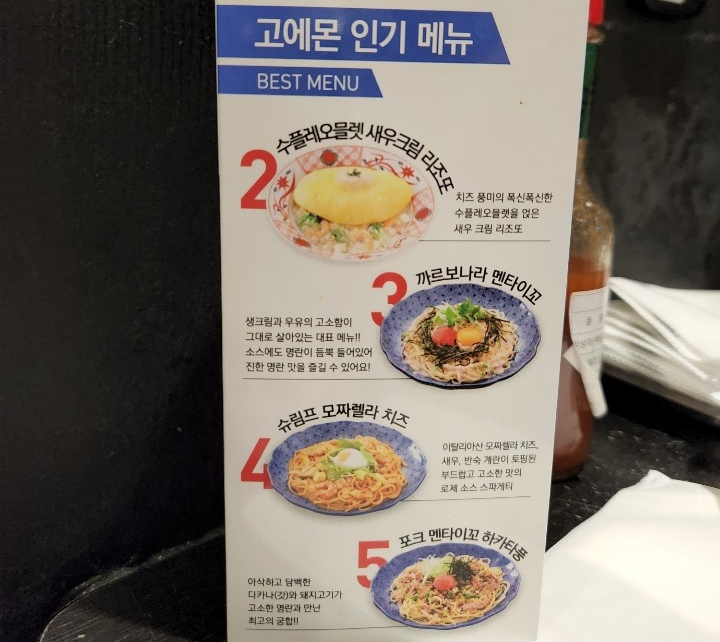 고에몬 인기 메뉴
BEST MENU
2
수플레오믈렛 새우크림 리조또
치즈 풍미의 폭신폭신한
수플레오믈렛을 얹은
새우 크림 리조또
3
까르보나라 멘타이꼬
생크림과 우유의 고소함이
그대로 살아있는 대표 메뉴!!
소스에도 명란이 듬뿍 들어있어
진한 명란 맛을 즐길 수 있어요!
4
슈림프 모짜렐라 치즈
이탈리아산 모짜렐라 치즈,
새우, 반숙 계란이 토핑된
부드럽고 고소한 맛의
로제 소스 스파게티
5
포크 멘타이꼬 하카타풍
아삭하고 담백한
다카나(갓)와 돼지고기가
고소한 명란과 만난
최고의 궁합!!